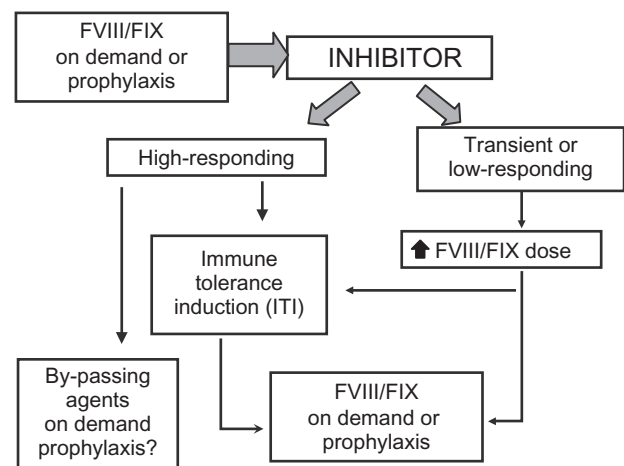 FVIII/FIX
on demand or
prophylaxis
INHIBITOR
High-responding
Transient or
low-responding
FVIII/FIX dose
Immune
tolerance
induction (ITI)
By-passing
agents
on demand
prophylaxis?
FVIII/FIX
on demand or
prophylaxis